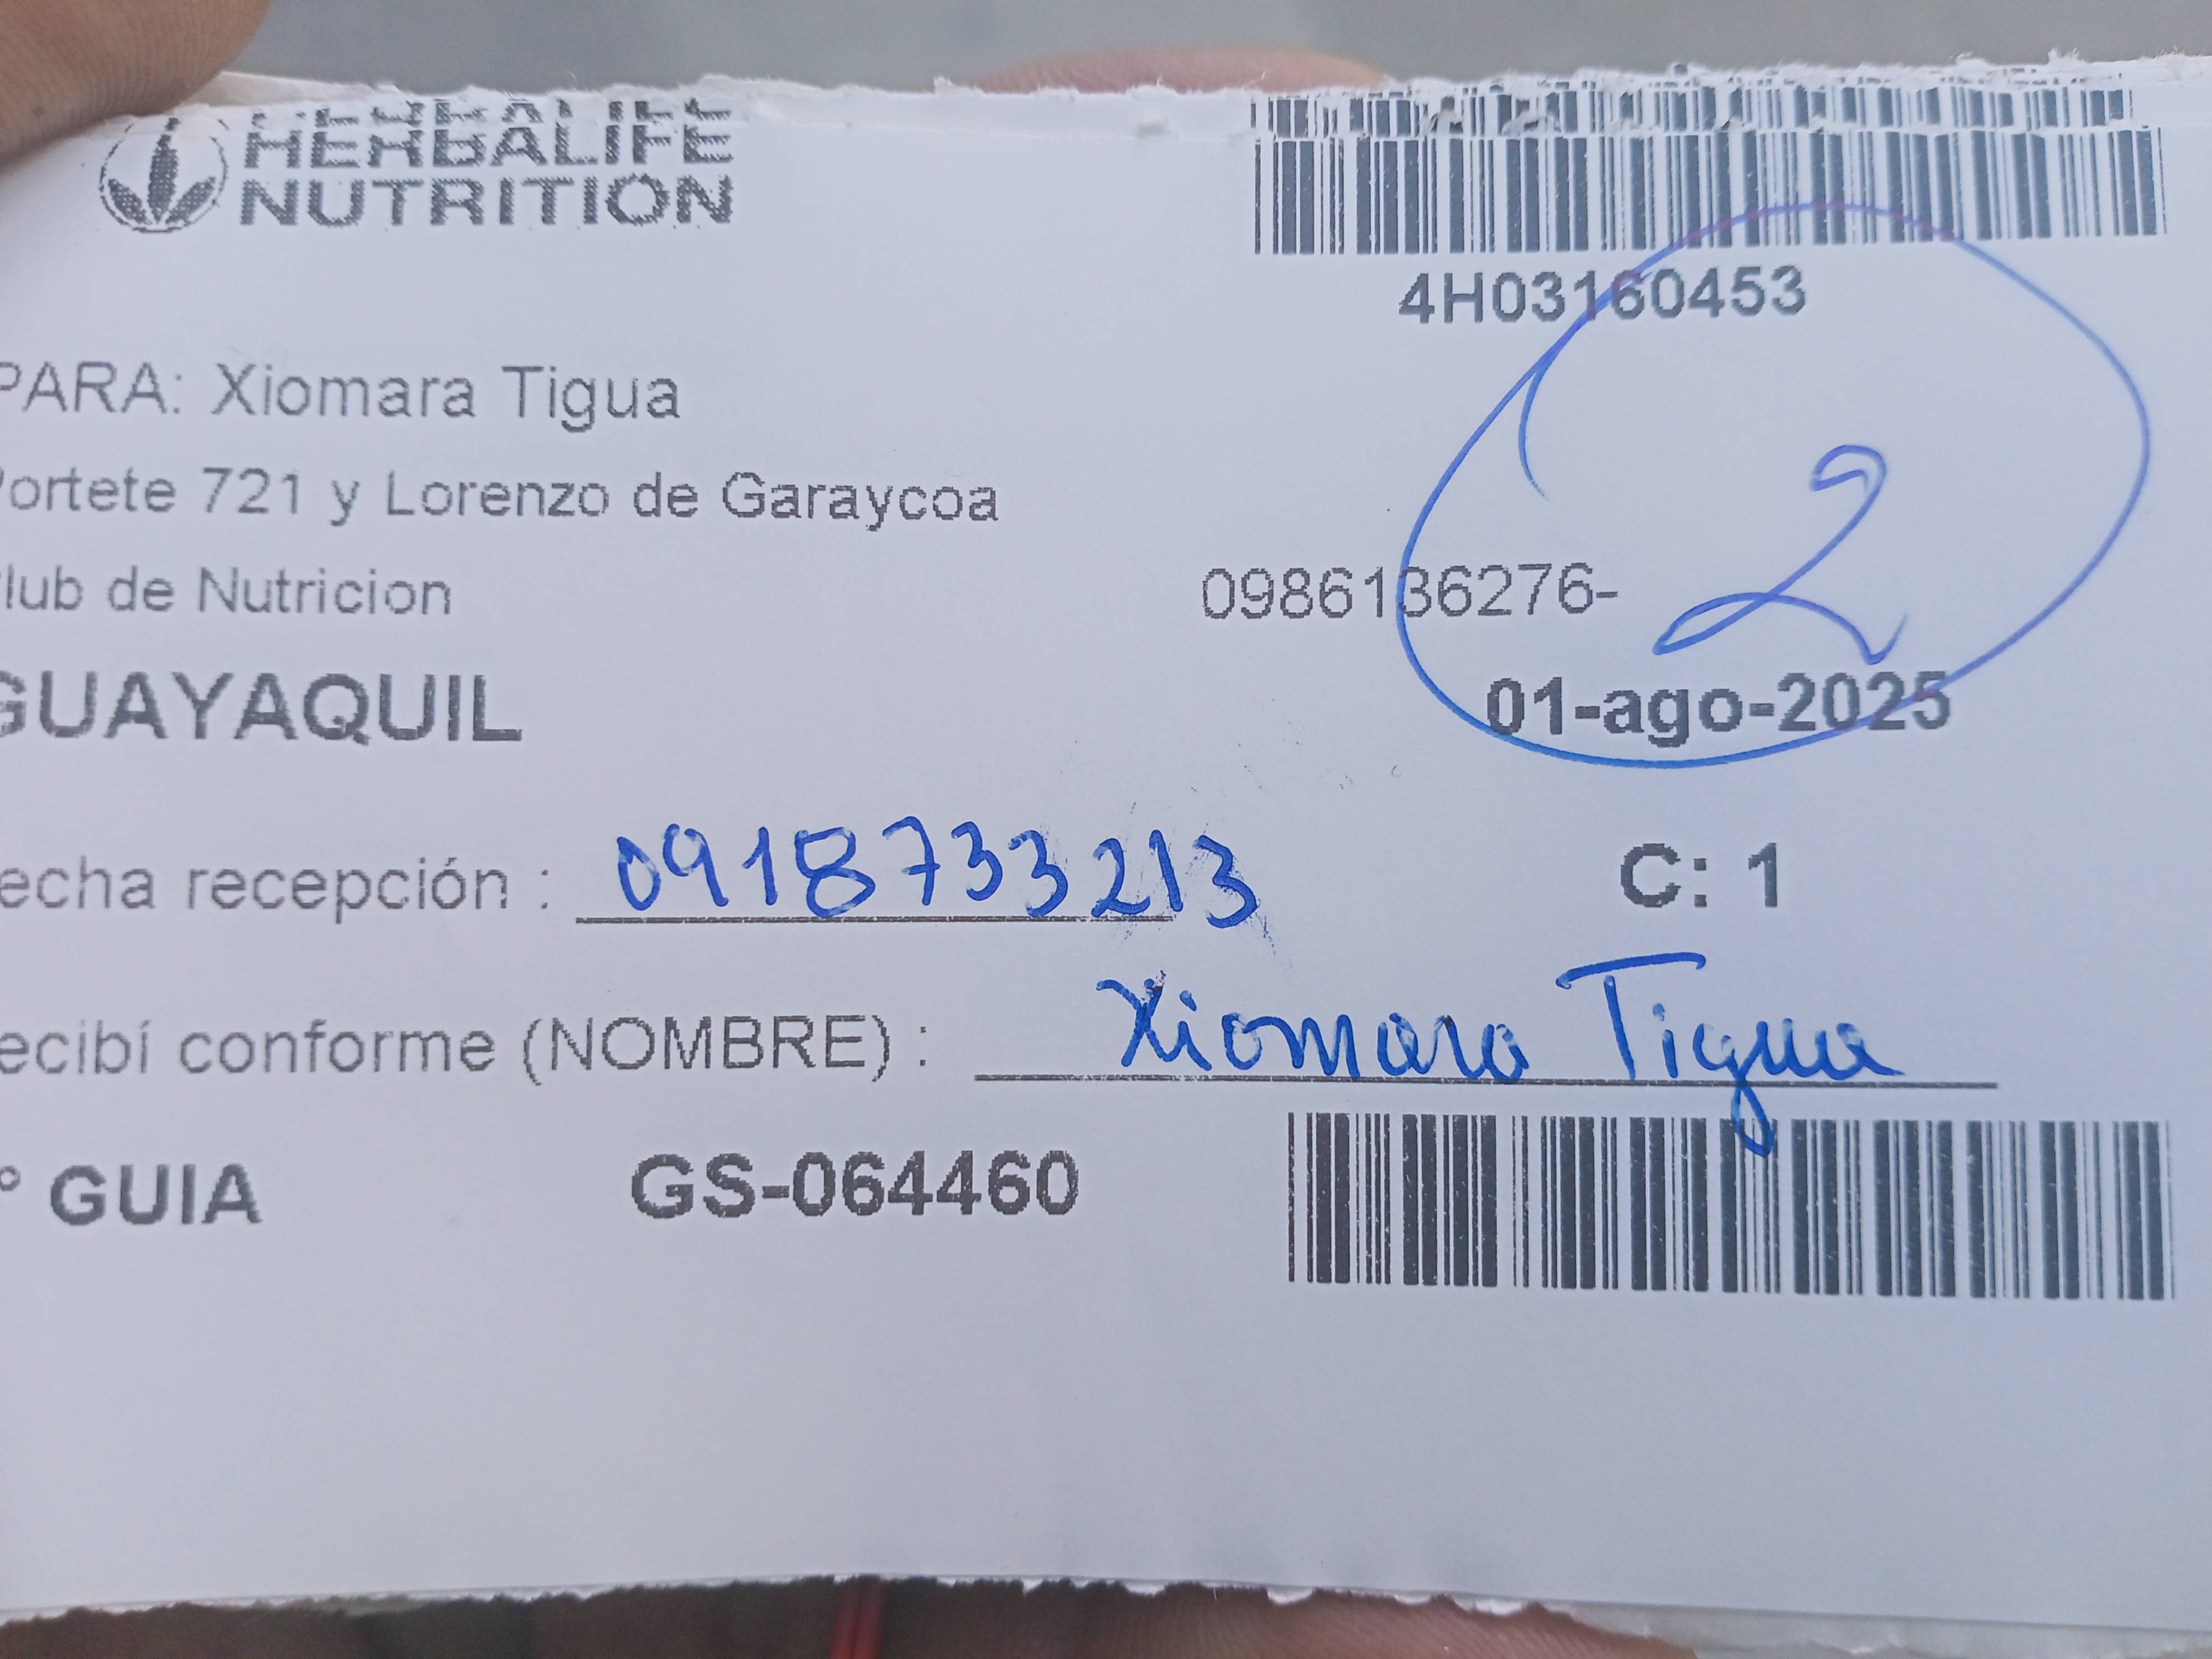 HERBALIFE
NUTRITION
4H03160453
PARA: Xiomara Tigua
Portete 721 y Lorenzo de Garaycoa
lub de Nutricion
0986136276-
2
GUAYAQUIL
01-ago-2025
echa recepción : 0918733213
C: 1
ecibí conforme (NOMBRE) : Xiomara Tigua
° GUIA GS-064460